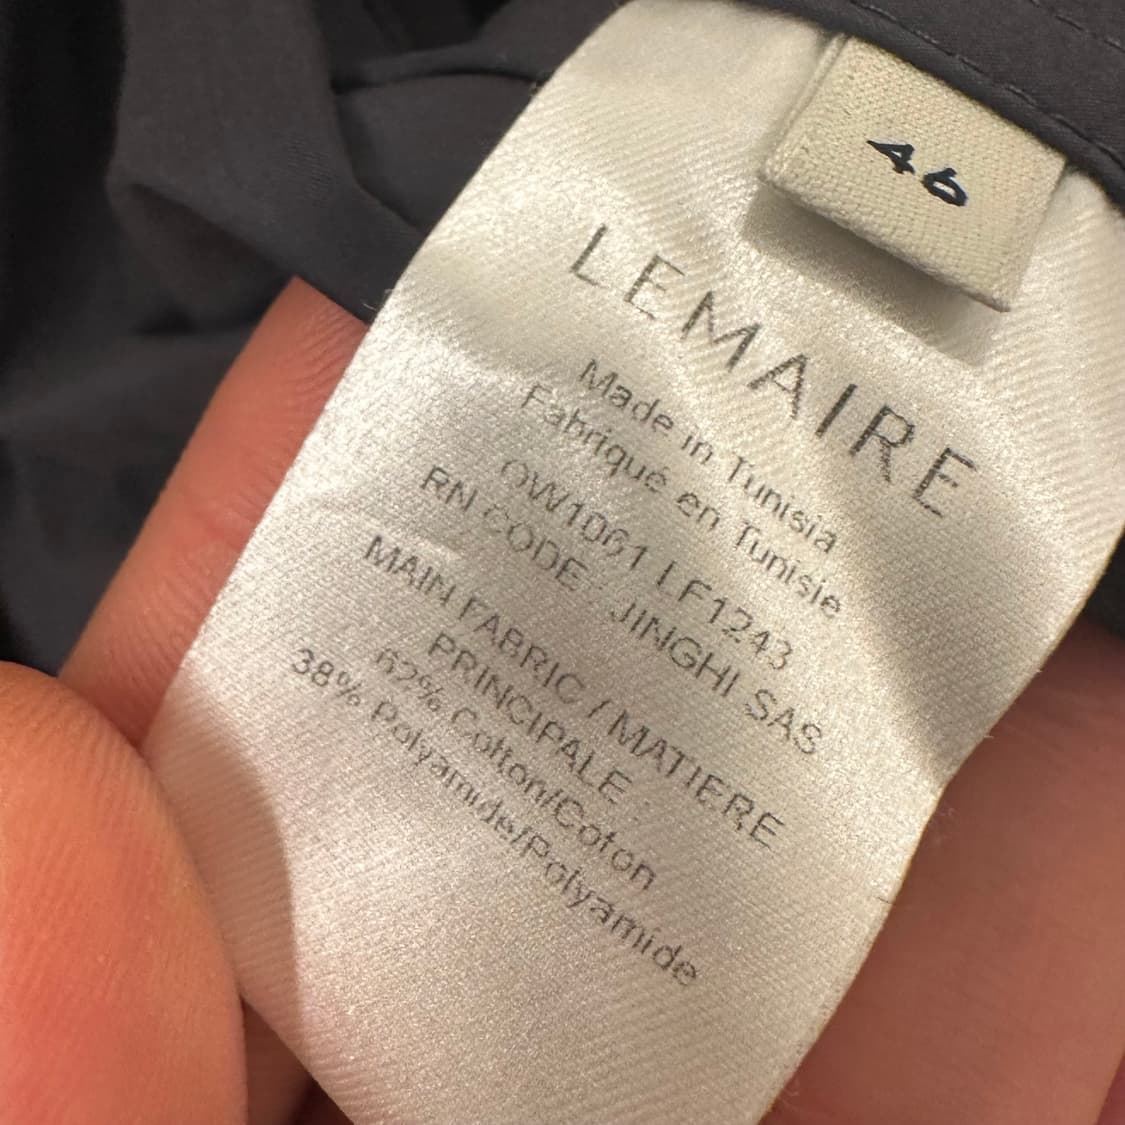 46
LEMAIRE
Made in Tunisia
Fabriqué en Tunisie
OW1061 LF1243
RN CODE : JINGHI SAS
MAIN FABRIC / MATIERE
PRINCIPALE :
62% Cotton/Coton
38% Polyamide/Polyamide